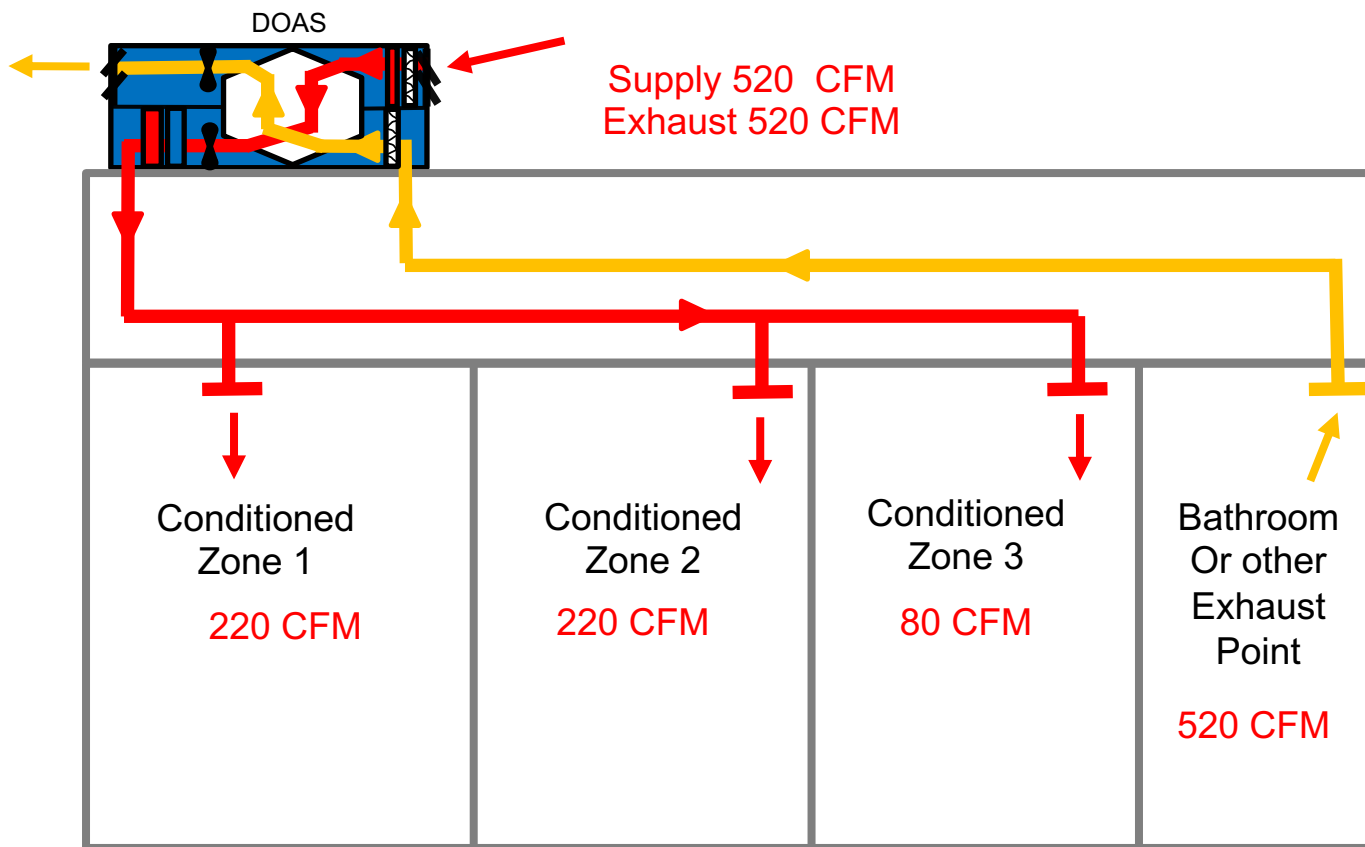 DOAS
Supply 520 CFM
Exhaust 520 CFM
Conditioned
Zone 1
220 CFM
Conditioned
Zone 2
220 CFM
Conditioned
Zone 3
80 CFM
Bathroom
Or other
Exhaust
Point
520 CFM